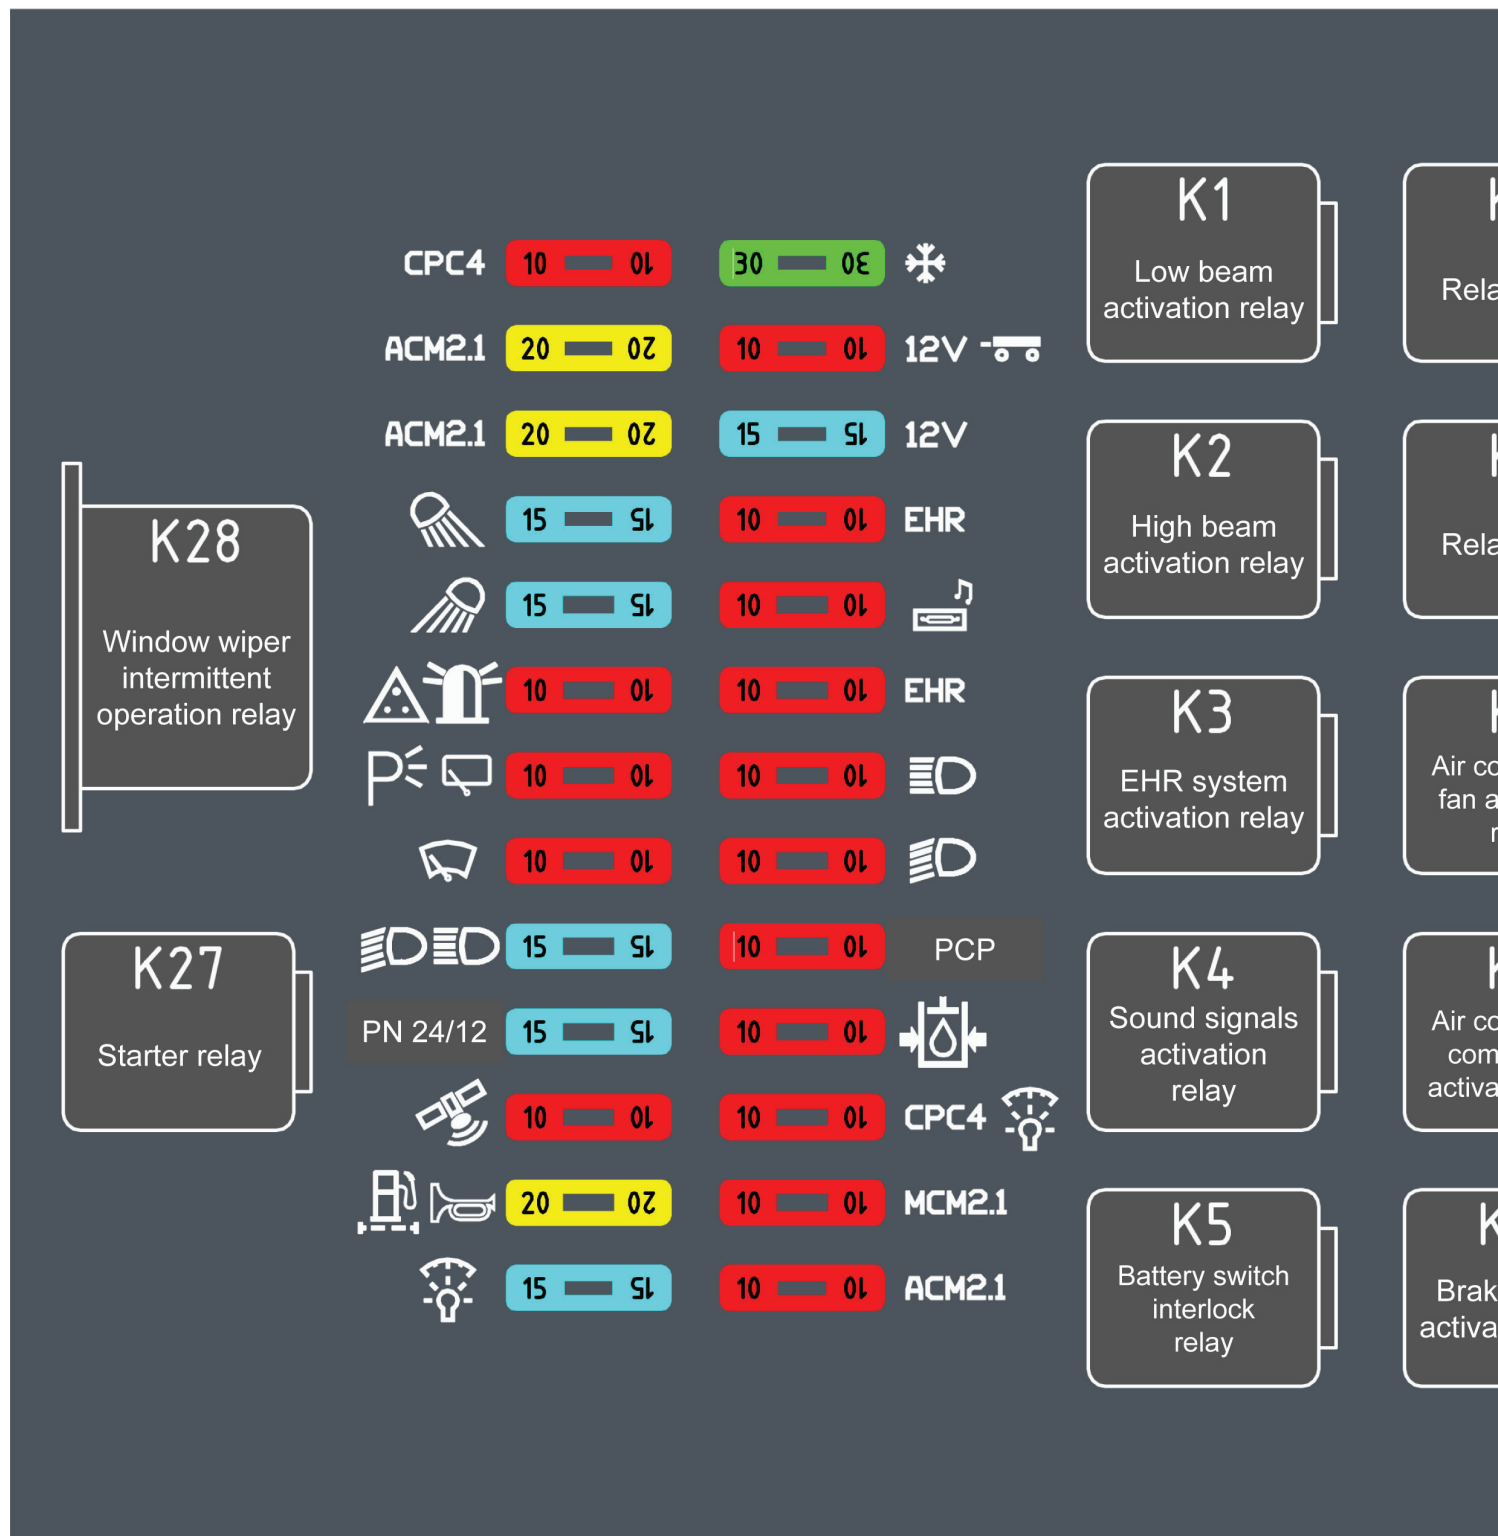 CPC4 10 10 30 30
ACM2.1 20 20 10 10 12V
ACM2.1 20 20 15 15 12V
15 15 10 10 EHR
15 15 10 10
10 10 10 10 EHR
P 10 10 10 10
10 10 10 10
15 15 10 10 PCP
PN 24/12 15 15 10 10
10 10 10 10 CPC4
20 20 10 10 MCM2.1
15 15 10 10 ACM2.1
K28
Window wiper
intermittent
operation relay
K27
Starter relay
K1
Low beam
activation relay
K2
High beam
activation relay
K3
EHR system
activation relay
K4
Sound signals
activation
relay
K5
Battery switch
interlock
relay
Air
fan
Air